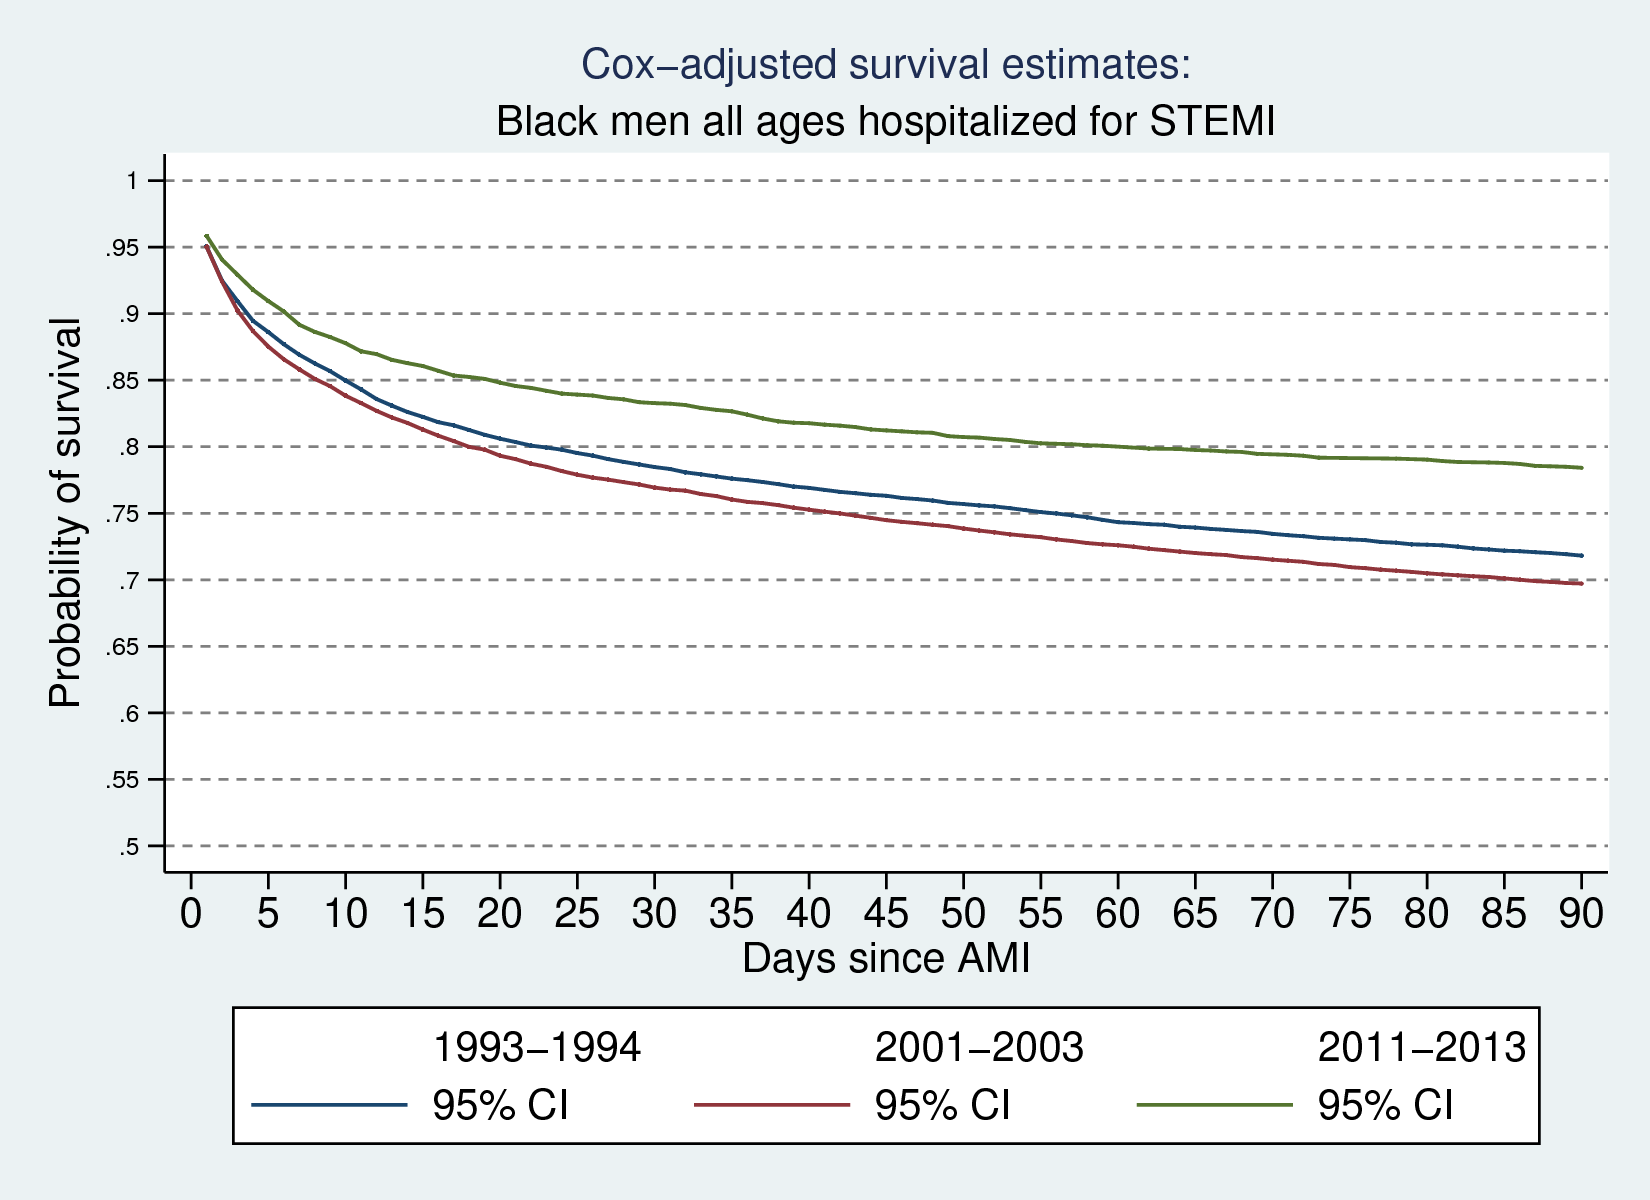 Cox−adjusted survival estimates:
Black men all ages hospitalized for STEMI
Probability of survival
1
.95
.9
.85
.8
.75
.7
.65
.6
.55
.5
0 5 10 15 20 25 30 35 40 45 50 55 60 65 70 75 80 85 90
Days since AMI
1993−1994 2001−2003 2011−2013
95% CI 95% CI 95% CI